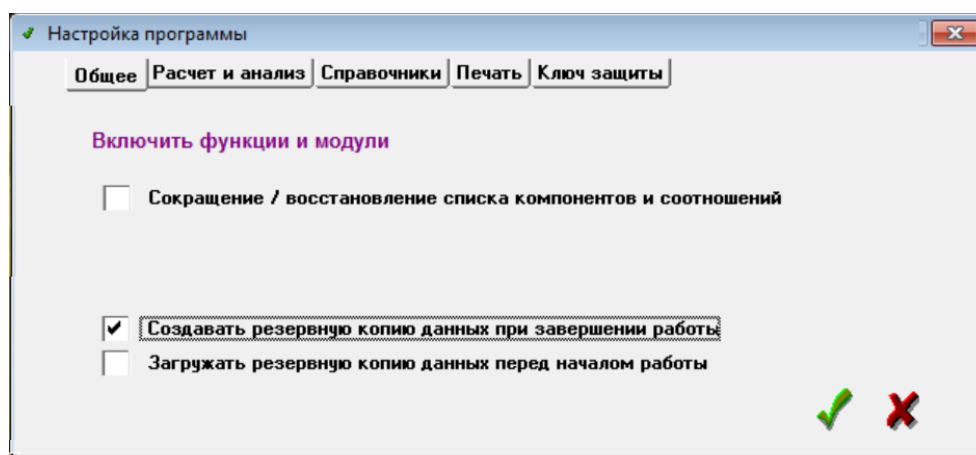 Настройка программы
Общее Расчет и анализ Справочники Печать Ключ защиты
Включить функции и модули
Сокращение / восстановление списка компонентов и соотношений
Создавать резервную копию данных при завершении работы
Загружать резервную копию данных перед началом работы